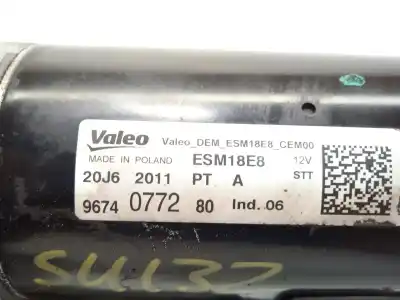 Valeo Valeo_DEM_ESM18E8_CEM00
MADE IN POLAND ESM18E8 12V
20J6 2011 PT A STT
9674 0772 80 Ind. 06
SU137